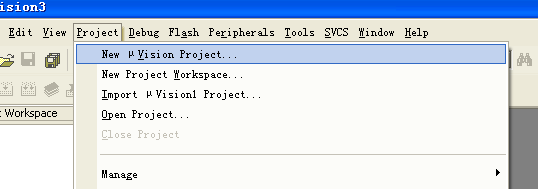 ision3
Edit View Project Debug Flash Peripherals Tools SVCS Window Help
New μVision Project...
New Project Workspace...
Import μVision1 Project...
Open Project...
Close Project
t Workspace
Manage